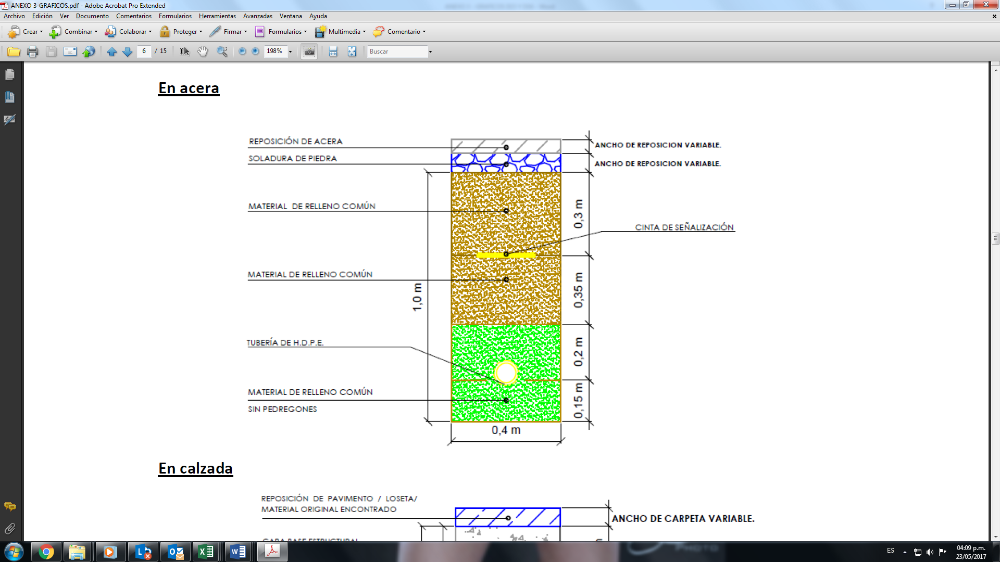 ANEXO 3-GRAFICOS.pdf - Adobe Acrobat Pro Extended
Archivo Edición Ver Documento Comentarios Formularios Herramientas Avanzadas Ventana Ayuda
Crear Combinar Colaborar Proteger Firmar Formularios Multimedia Comentario
6 / 15 198% Buscar
En acera
REPOSICIÓN DE ACERA
ANCHO DE REPOSICION VARIABLE.
SOLADURA DE PIEDRA
ANCHO DE REPOSICION VARIABLE.
MATERIAL DE RELLENO COMÚN
0,3 m
CINTA DE SEÑALIZACIÓN
MATERIAL DE RELLENO COMÚN
1,0 m
0,35 m
TUBERÍA DE H.D.P.E.
0,2 m
MATERIAL DE RELLENO COMÚN
SIN PEDREGONES
0,15 m
0,4 m
En calzada
REPOSICIÓN DE PAVIMENTO / LOSETA/
MATERIAL ORIGINAL ENCONTRADO
ANCHO DE CARPETA VARIABLE.
CAPA BASE ESTRUCTURAL
ES
04:09 p.m.
23/05/2017